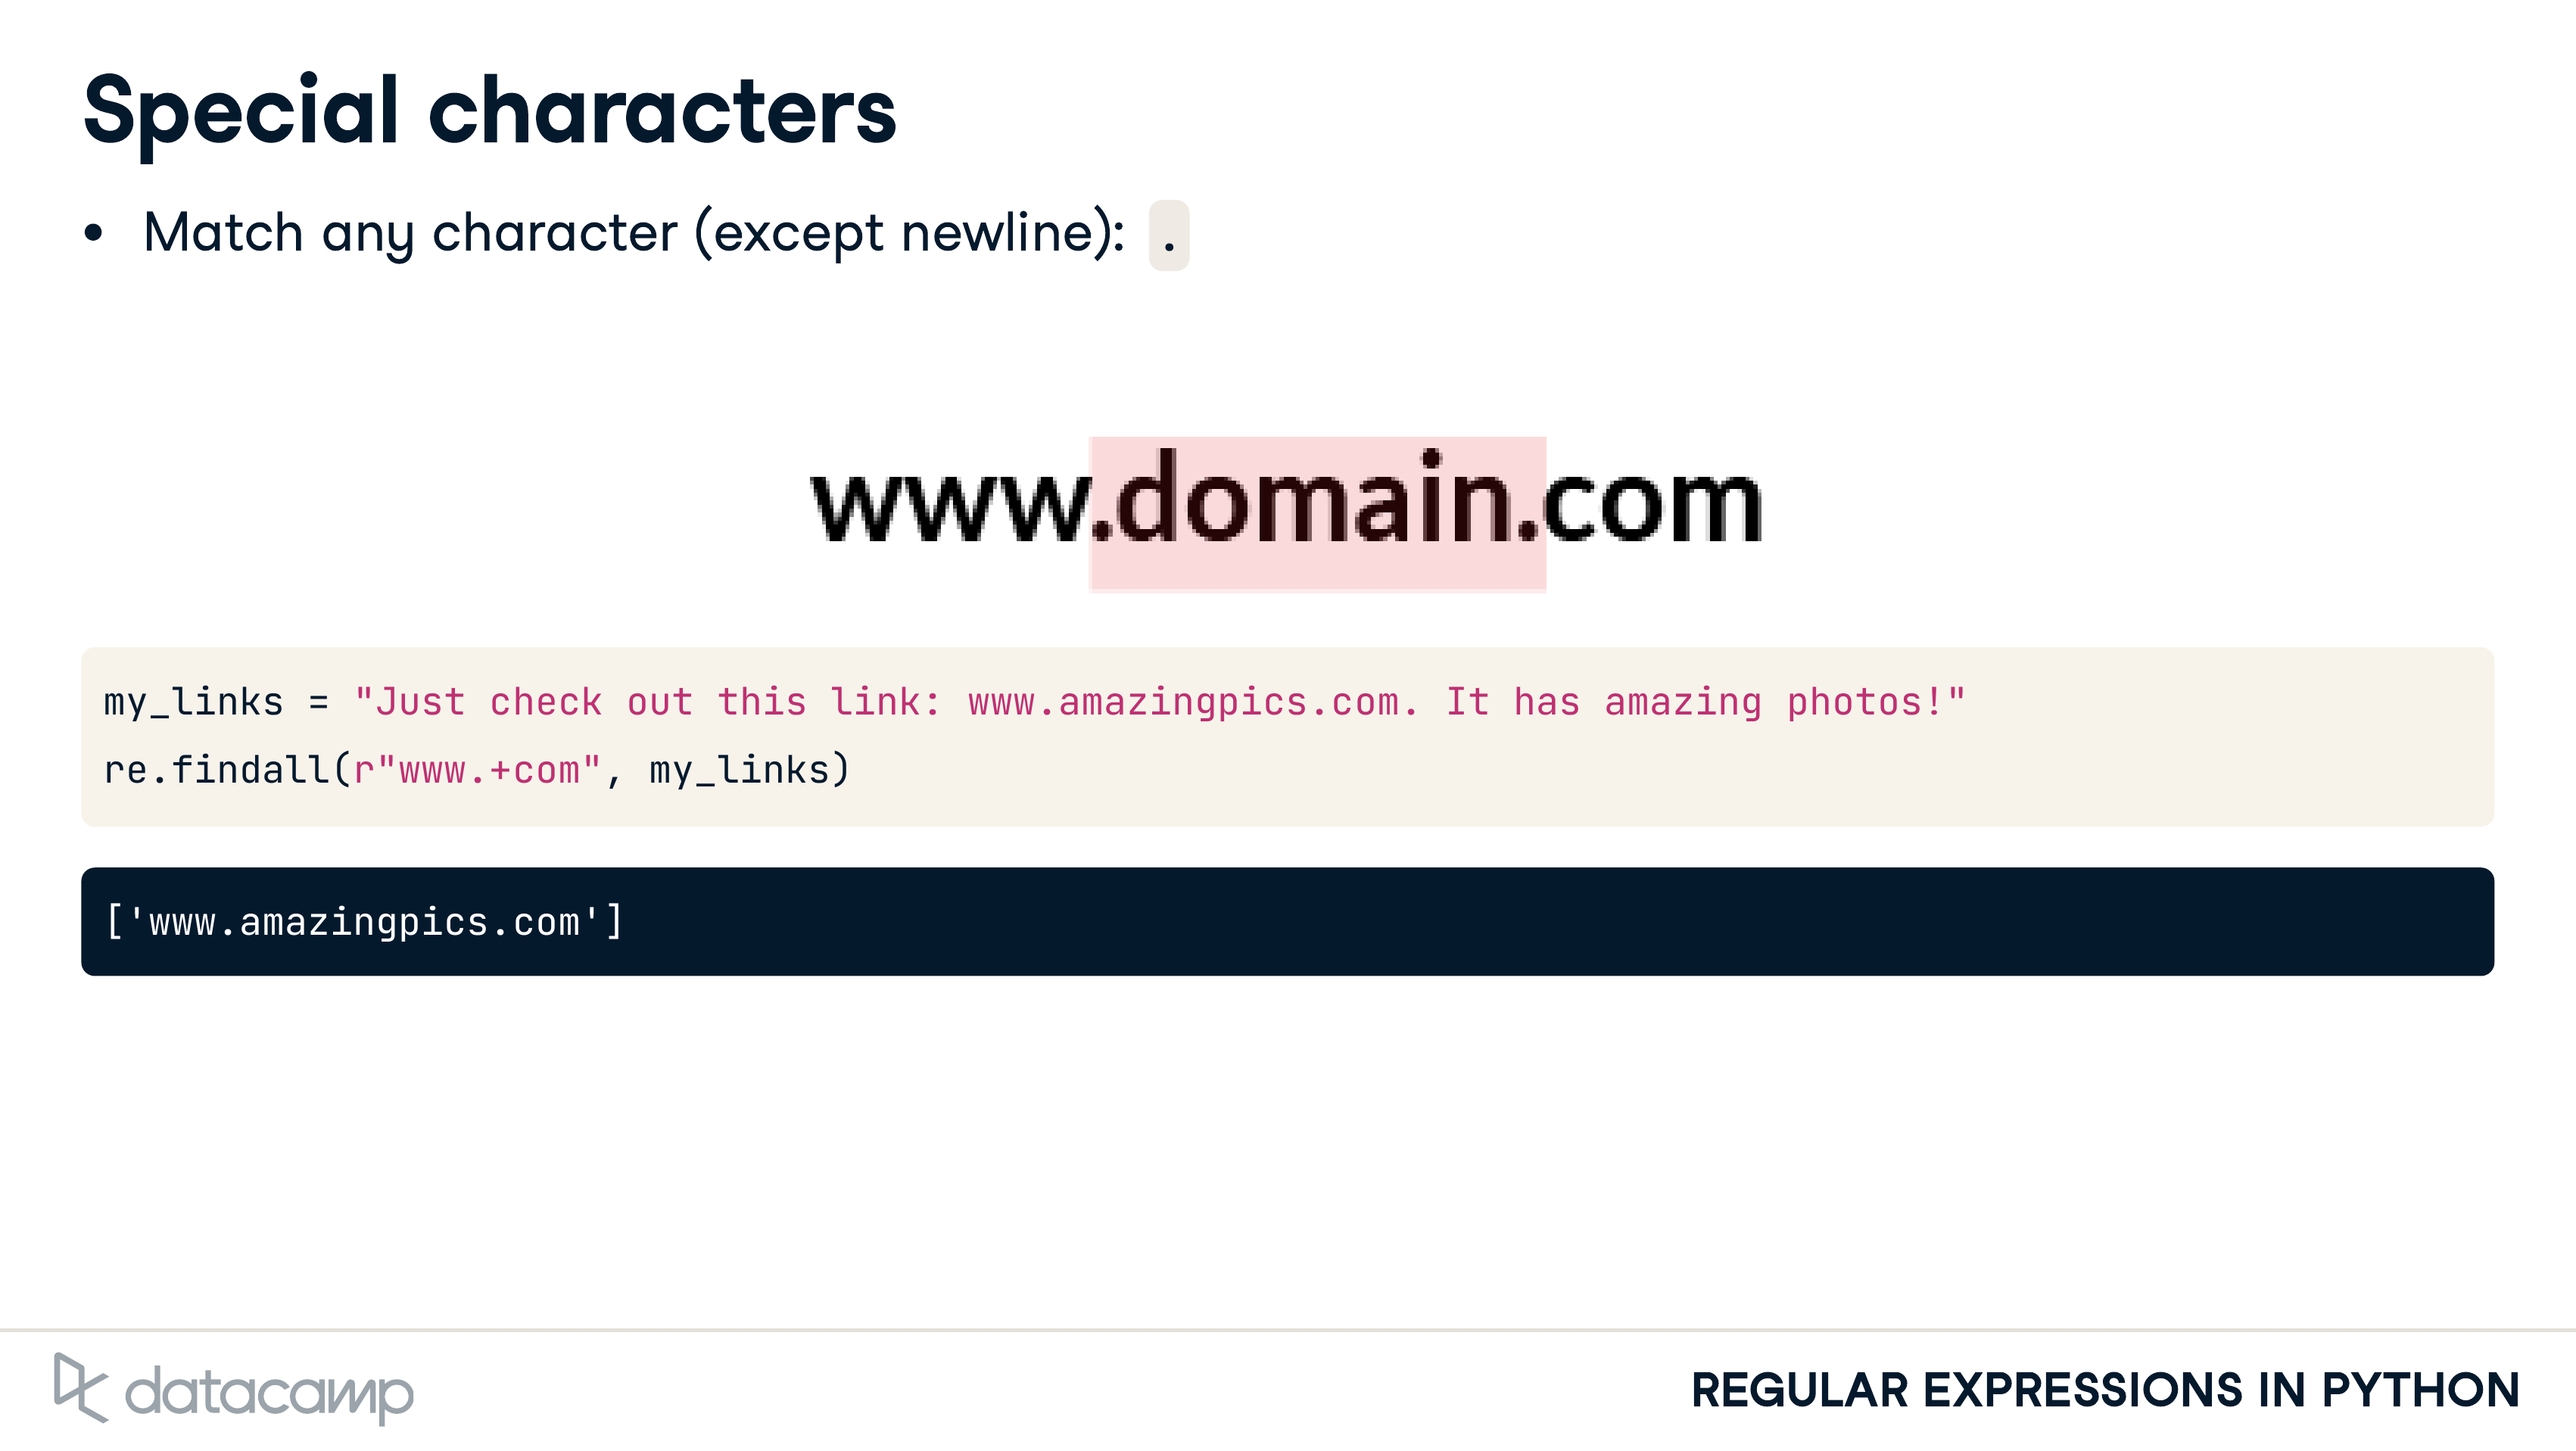 Special characters
• Match any character (except newline): .
www.domain.com
my_links = "Just check out this link: www.amazingpics.com. It has amazing photos!"
re.findall(r"www.+com", my_links)
['www.amazingpics.com']
datacamp
REGULAR EXPRESSIONS IN PYTHON